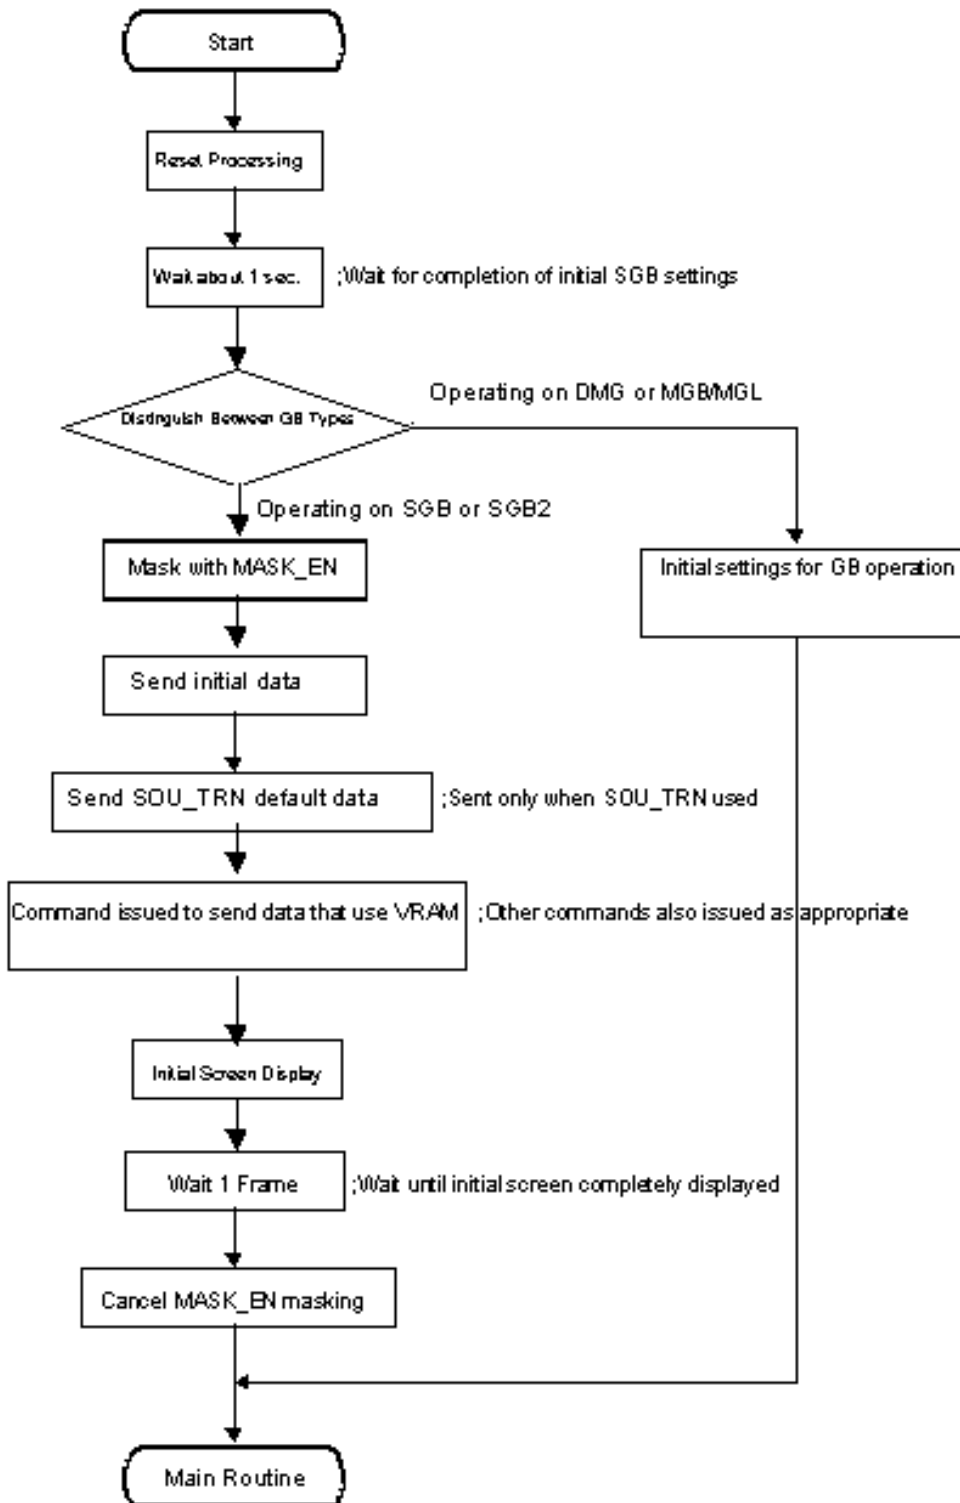 Start
Reset Processing
Wait about 1 sec.
;Wait for completion of initial SGB settings
Distinguish Between GB Types
Operating on DMG or MGB/MGL
Operating on SGB or SGB2
Mask with MASK_EN
Initial settings for GB operation
Send initial data
Send SOU_TRN default data
;Sent only when SOU_TRN used
Command issued to send data that use VRAM
;Other commands also issued as appropriate
Initial Screen Display
Wait 1 Frame
;Wait until initial screen completely displayed
Cancel MASK_EN masking
Main Routine